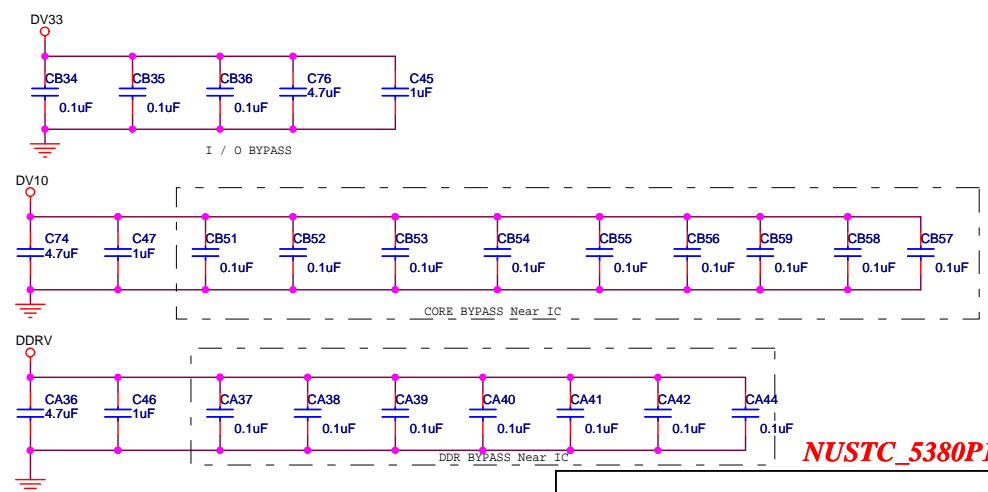 DV33
CB34
0.1uF
CB35
0.1uF
CB36
0.1uF
C76
4.7uF
C45
1uF
I / O BYPASS
DV10
C74
4.7uF
C47
1uF
CB51
0.1uF
CB52
0.1uF
CB53
0.1uF
CB54
0.1uF
CB55
0.1uF
CB56
0.1uF
CB59
0.1uF
CB58
0.1uF
CB57
0.1uF
CORE BYPASS Near IC
DDRV
CA36
4.7uF
C46
1uF
CA37
0.1uF
CA38
0.1uF
CA39
0.1uF
CA40
0.1uF
CA41
0.1uF
CA42
0.1uF
CA44
0.1uF
DDR BYPASS Near IC